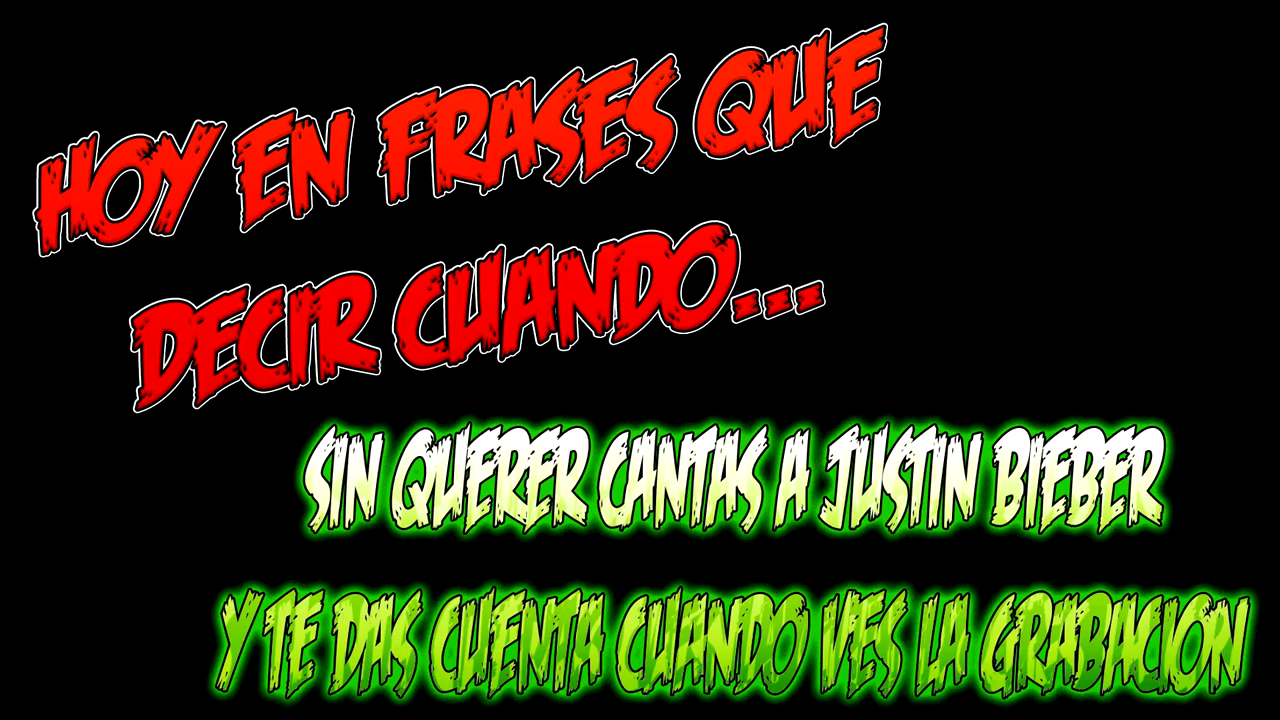 HOY EN FRASES QUE
DECIR CUANDO...
SIN QUERER CANTAS A JUSTIN BIEBER
Y TE DAS CUENTA CUANDO VES LA GRABACION